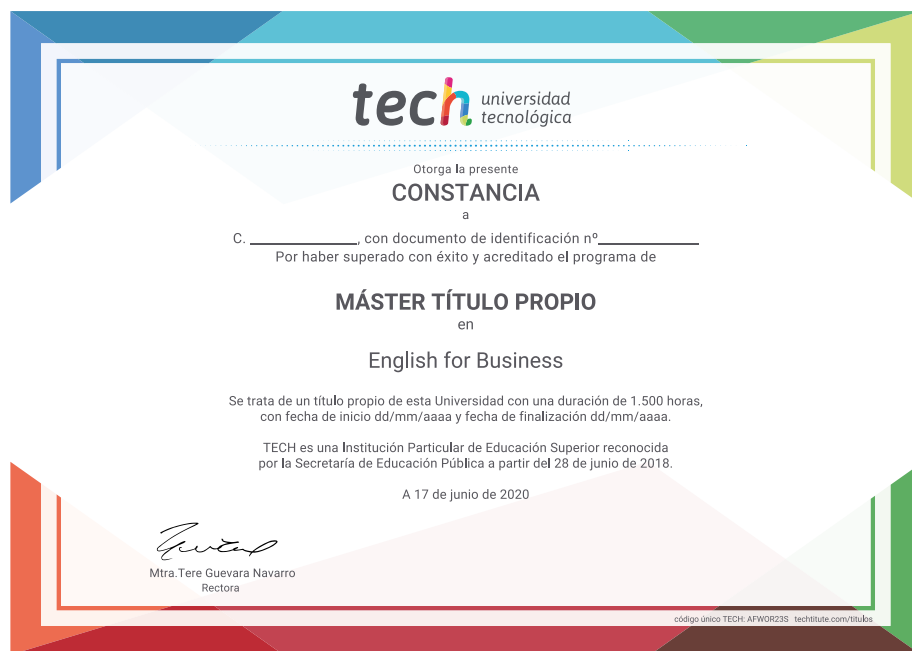 tech universidad
tecnológica
Otorga la presente
CONSTANCIA
a
C. ______________, con documento de identificación nº______________
Por haber superado con éxito y acreditado el programa de
MÁSTER TÍTULO PROPIO
en
English for Business
Se trata de un título propio de esta Universidad con una duración de 1.500 horas,
con fecha de inicio dd/mm/aaaa y fecha de finalización dd/mm/aaaa.
TECH es una Institución Particular de Educación Superior reconocida
por la Secretaría de Educación Pública a partir del 28 de junio de 2018.
A 17 de junio de 2020
Mtra.Tere Guevara Navarro
Rectora
código único TECH: AFWOR23S techtitute.com/titulos